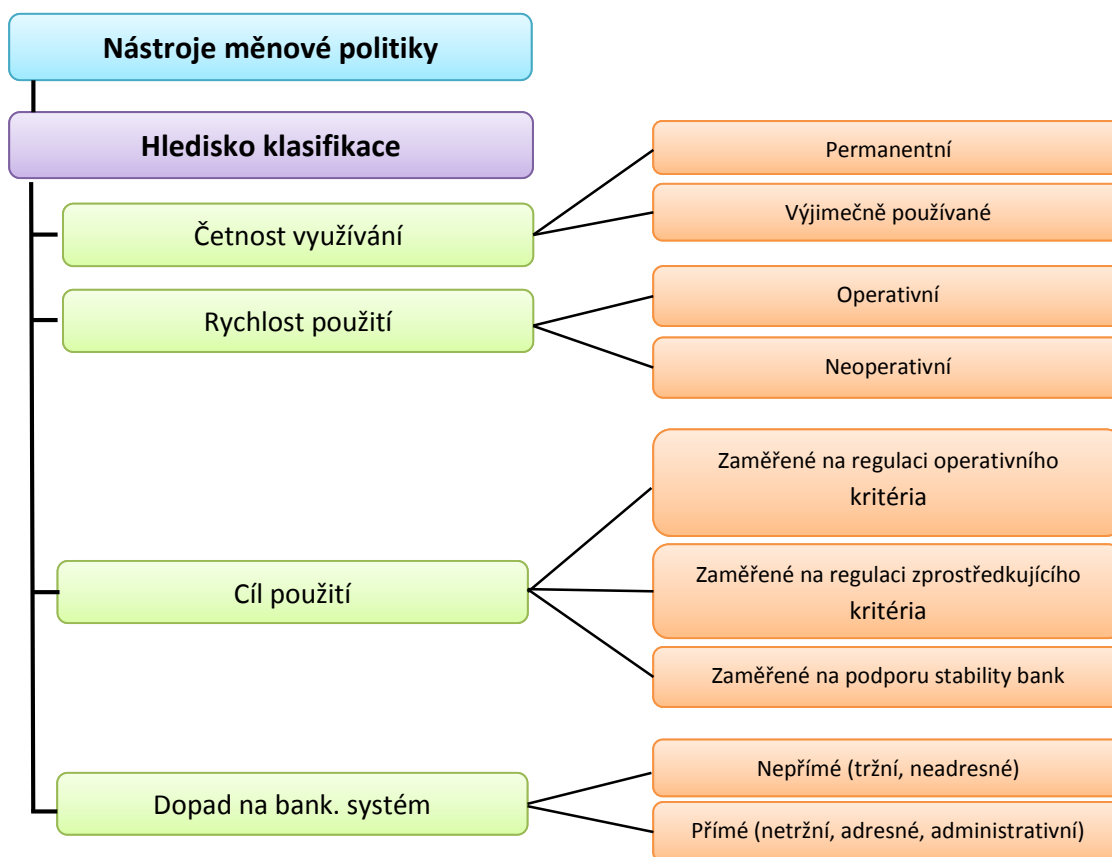 Nástroje měnové politiky
Hledisko klasifikace
Četnost využívání
Permanentní
Výjimečně používané
Rychlost použití
Operativní
Neoperativní
Cíl použití
Zaměřené na regulaci operativního
kritéria
Zaměřené na regulaci zprostředkujícího
kritéria
Zaměřené na podporu stability bank
Dopad na bank. systém
Nepřímé (tržní, neadresné)
Přímé (netržní, adresné, administrativní)